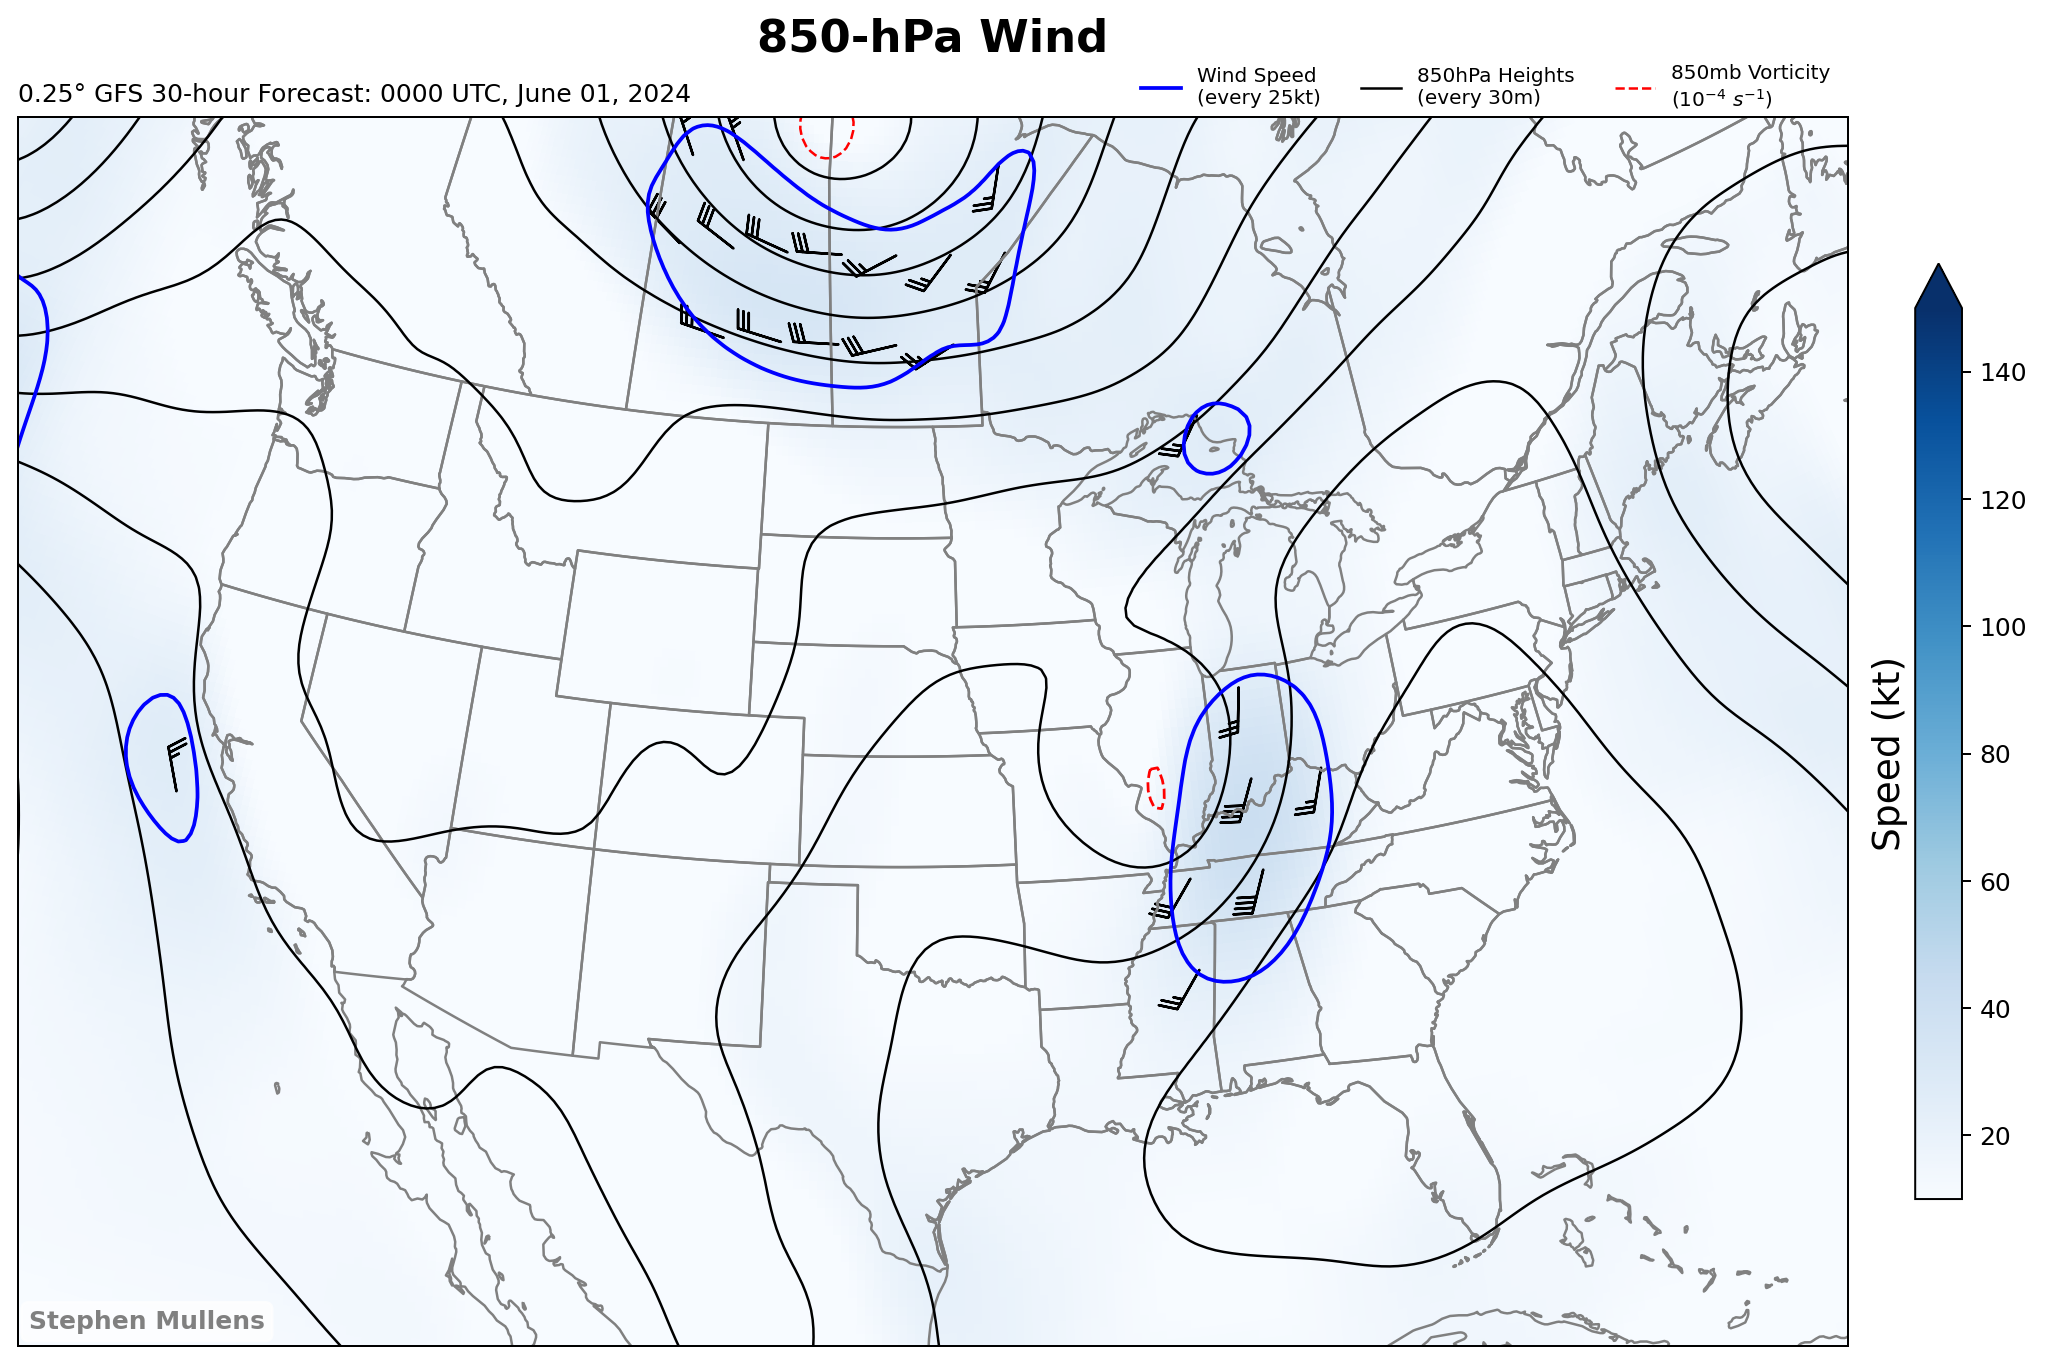 850-hPa Wind
0.25° GFS 30-hour Forecast: 0000 UTC, June 01, 2024
Wind Speed
(every 25kt)
850hPa Heights
(every 30m)
850mb Vorticity
(10⁻⁴ s⁻¹)
140
120
100
80
60
40
20
Speed (kt)
Stephen Mullens